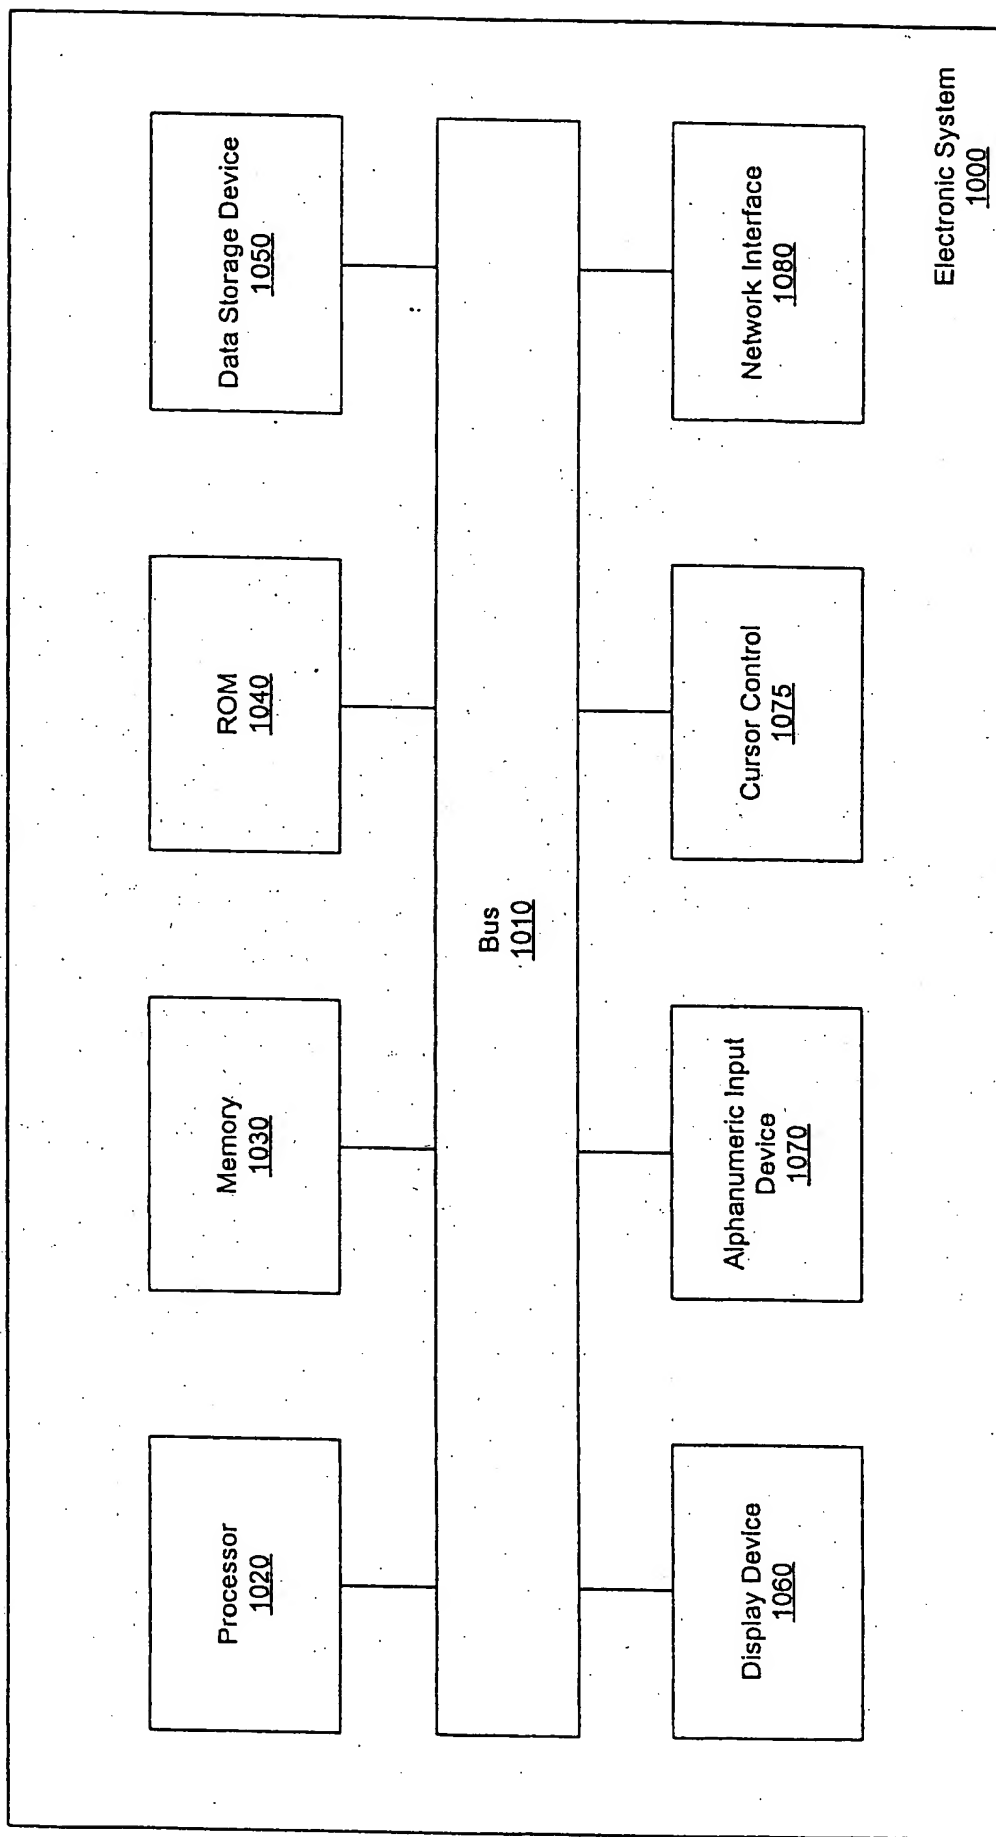 Processor
1020
Memory
1030
ROM
1040
Data Storage Device
1050
Bus
1010
Display Device
1060
Alphanumeric Input
Device
1070
Cursor Control
1075
Network Interface
1080
Electronic System
1000